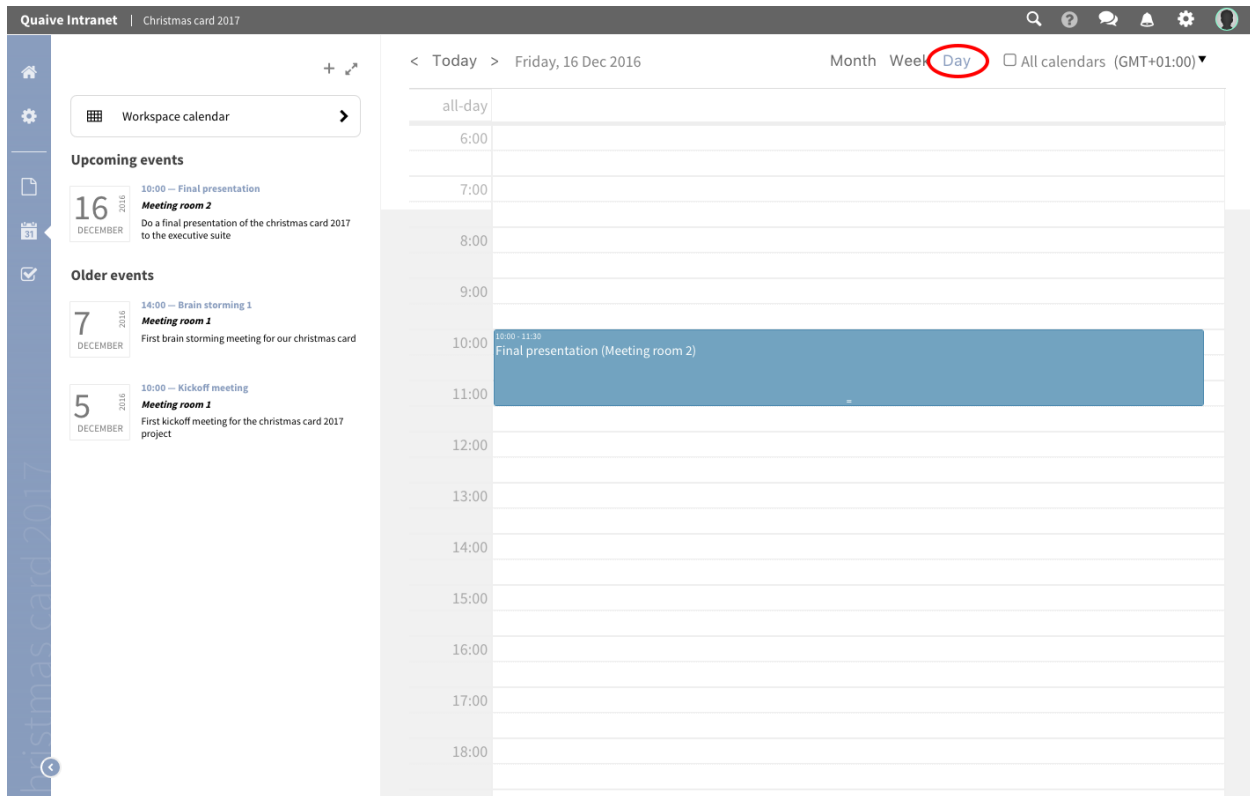 Quaive Intranet | Christmas card 2017
< Today > Friday, 16 Dec 2016 Month Week Day All calendars (GMT+01:00)
Workspace calendar
Upcoming events
16 2016 DECEMBER
10:00 — Final presentation
Meeting room 2
Do a final presentation of the christmas card 2017
to the executive suite
Older events
7 2016 DECEMBER
14:00 — Brain storming 1
Meeting room 1
First brain storming meeting for our christmas card
5 2016 DECEMBER
10:00 — Kickoff meeting
Meeting room 1
First kickoff meeting for the christmas card 2017
project
31
christmas card 2017
all-day
6:00
7:00
8:00
9:00
10:00
10:00 - 11:30
Final presentation (Meeting room 2)
11:00
12:00
13:00
14:00
15:00
16:00
17:00
18:00